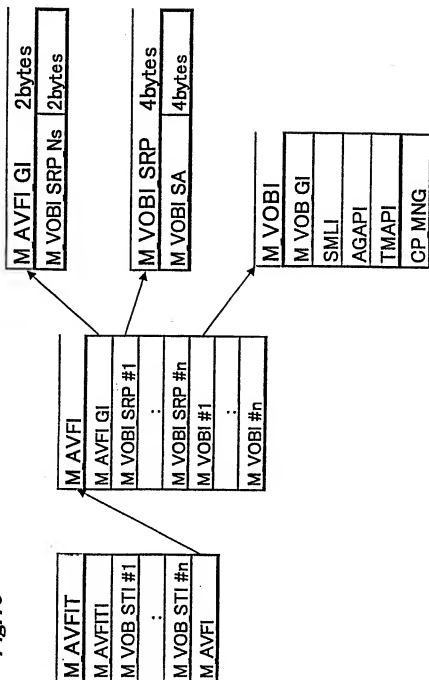 M AVFIT
M AVFITI
M VOB STI #1
:
M VOB STI #n
M AVFI
M AVFI
M AVFI GI
M VOBI SRP #1
:
M VOBI SRP #n
M VOBI #1
:
M VOBI #n
M AVFI GI 2bytes
M VOBI SRP Ns 2bytes
M VOBI SRP 4bytes
M VOBI SA 4bytes
M VOBI
M VOB GI
SMLI
AGAPI
TMAPI
CP MNG